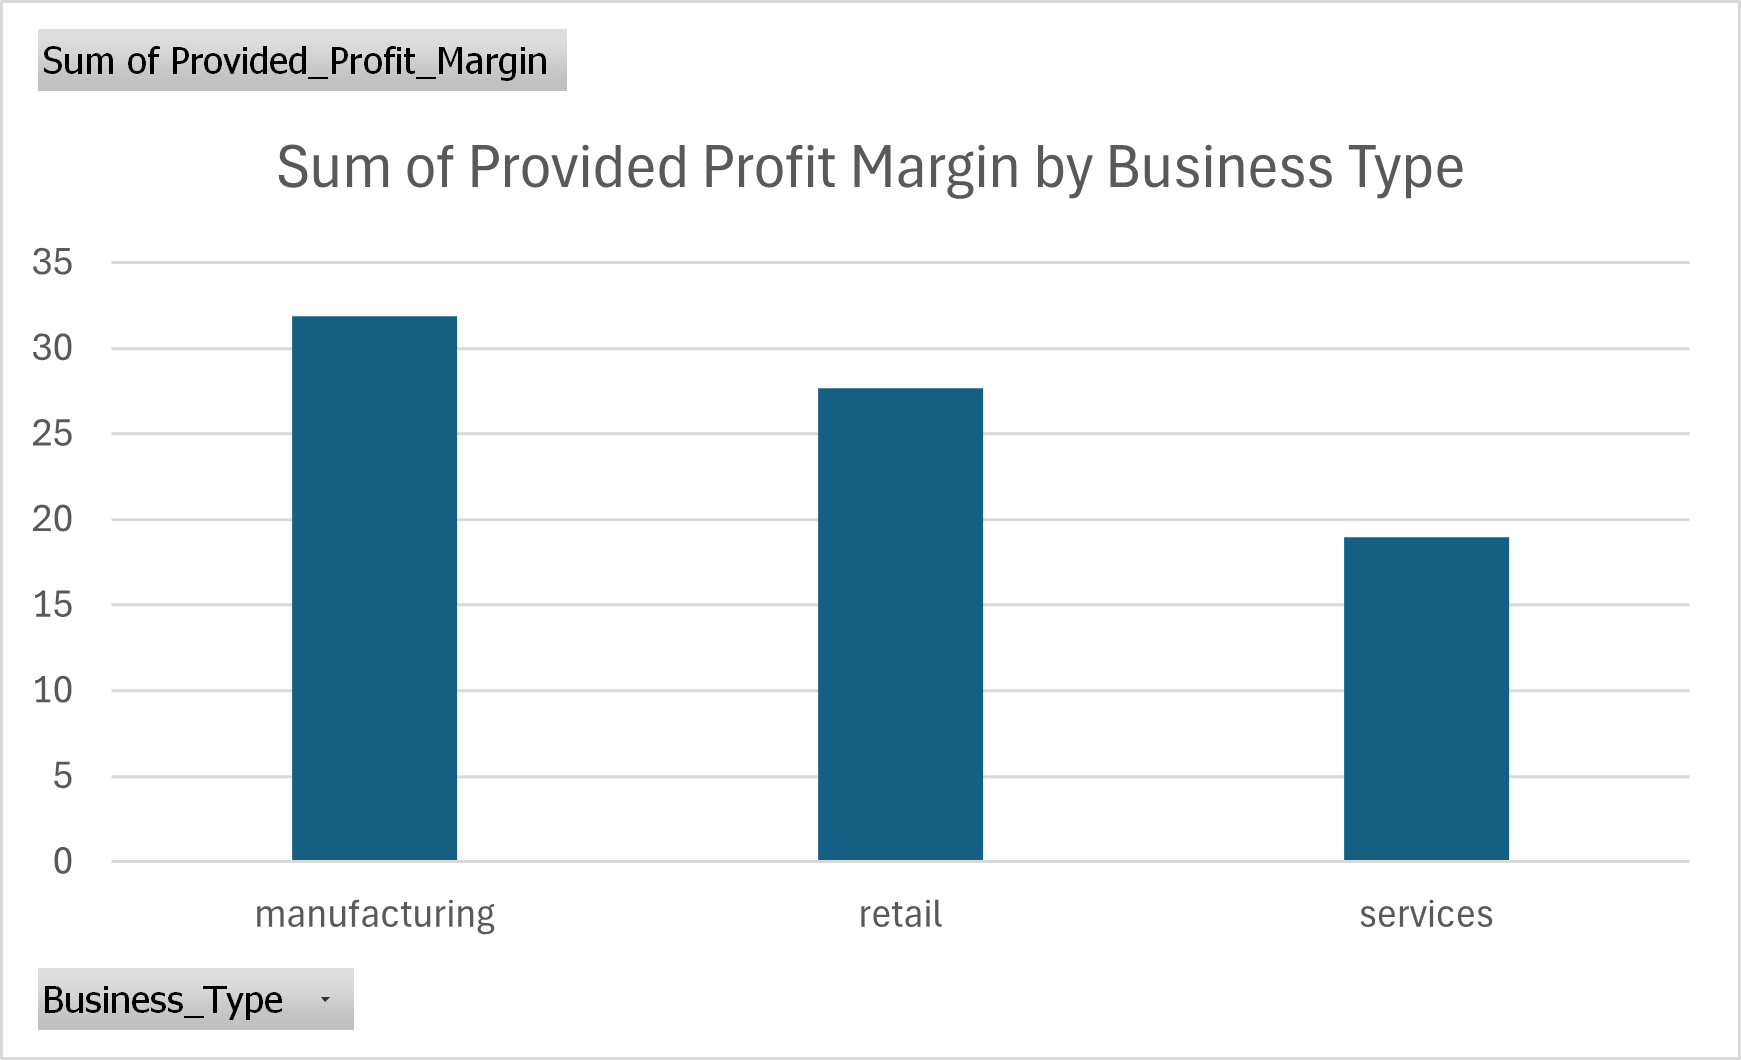 Sum of Provided_Profit_Margin
Sum of Provided Profit Margin by Business Type
35
30
25
20
15
10
5
0
manufacturing retail services
Business_Type